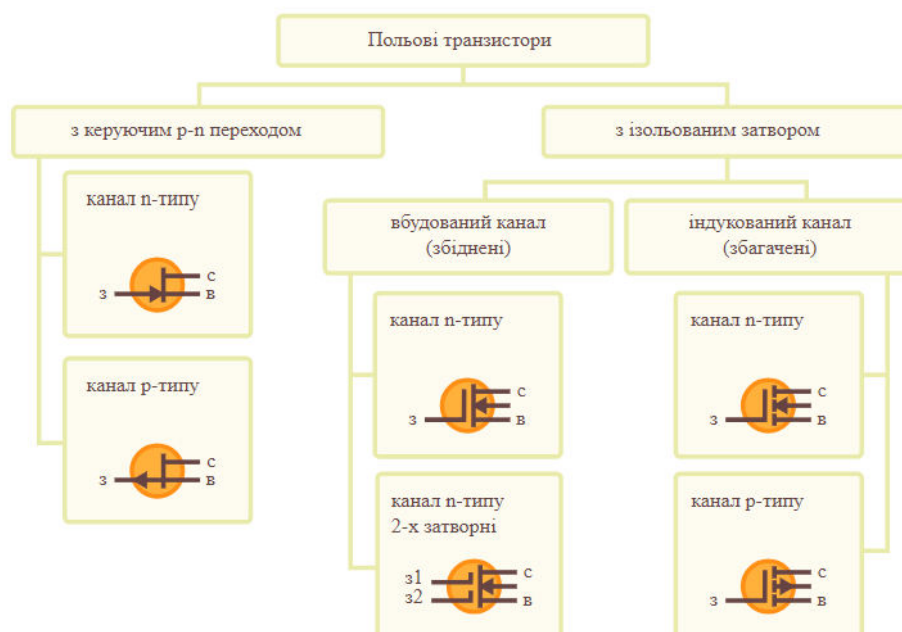 Польові транзистори
з керуючим p-n переходом
з ізольованим затвором
канал n-типу
с
з
в
канал p-типу
с
з
в
вбудований канал
(збіднені)
канал n-типу
с
з
в
канал n-типу
2-х затворні
с
з1
з2
в
індукований канал
(збагачені)
канал n-типу
с
з
в
канал p-типу
с
з
в